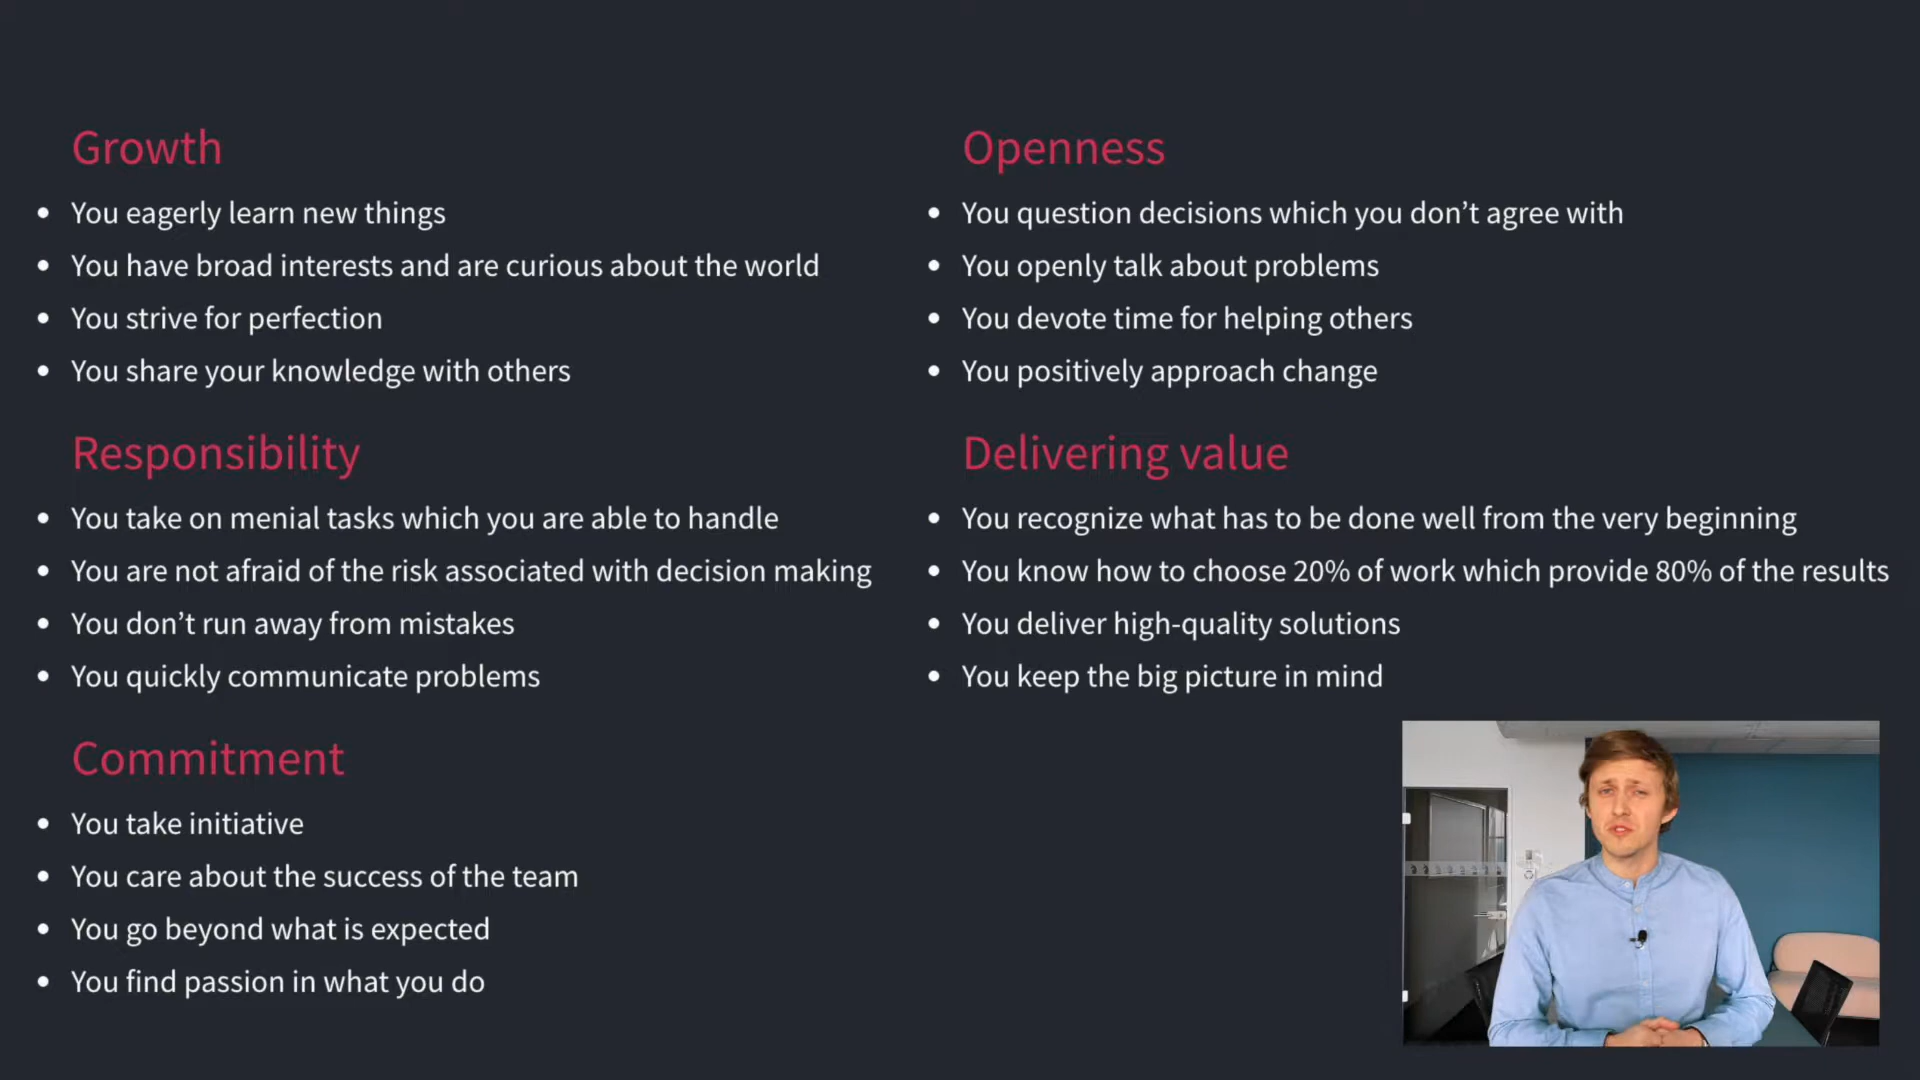 Growth
You eagerly learn new things
You have broad interests and are curious about the world
You strive for perfection
You share your knowledge with others
Responsibility
You take on menial tasks which you are able to handle
You are not afraid of the risk associated with decision making
You don’t run away from mistakes
You quickly communicate problems
Commitment
You take initiative
You care about the success of the team
You go beyond what is expected
You find passion in what you do
Openness
You question decisions which you don’t agree with
You openly talk about problems
You devote time for helping others
You positively approach change
Delivering value
You recognize what has to be done well from the very beginning
You know how to choose 20% of work which provide 80% of the results
You deliver high-quality solutions
You keep the big picture in mind